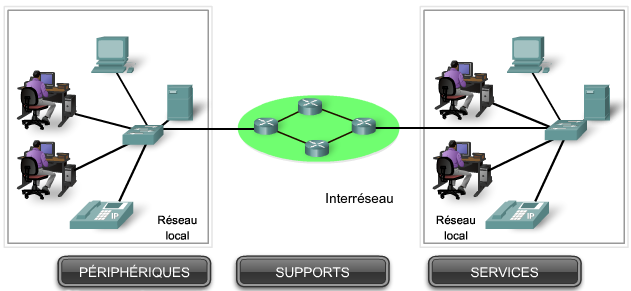 IP
Réseau
local
Interréseau
IP
Réseau
local
PÉRIPHÉRIQUES
SUPPORTS
SERVICES